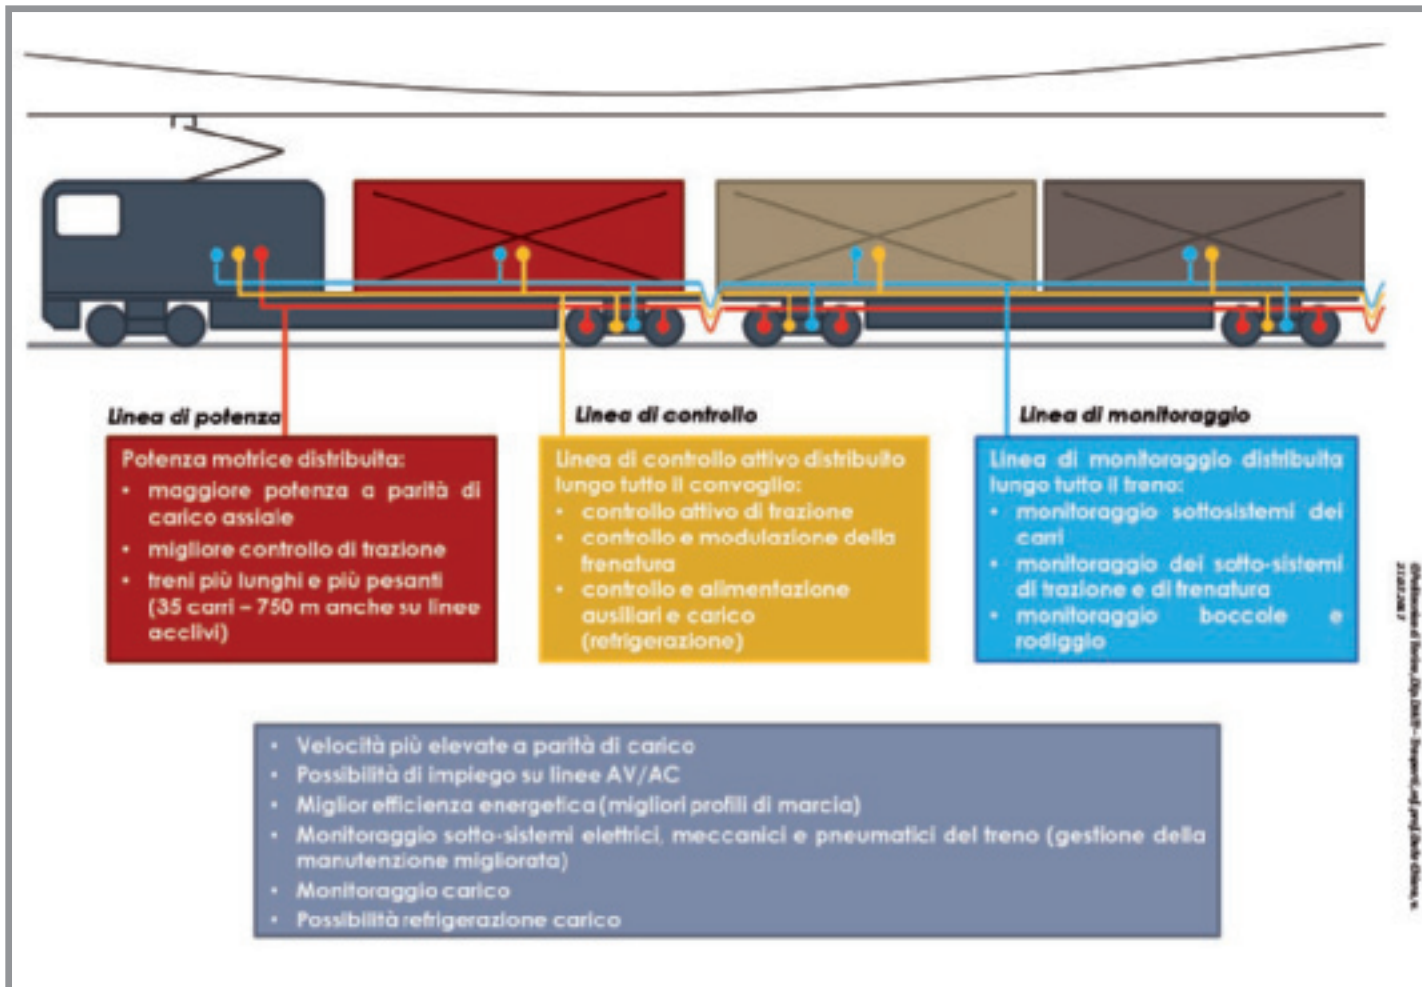 Linea di potenza
Potenza motrice distribuita:
• maggiore potenza a parità di
carico assiale
• migliore controllo di trazione
• treni più lunghi e più pesanti
(35 carri – 750 m anche su linee
acclivi)
Linea di controllo
Linea di controllo attivo distribuito
lungo tutto il convoglio:
• controllo attivo di trazione
• controllo e modulazione della
frenatura
• controllo e alimentazione
ausiliari e carico
(refrigerazione)
Linea di monitoraggio
Linea di monitoraggio distribuita
lungo tutto il treno:
• monitoraggio sottosistemi dei
carri
• monitoraggio dei sotto-sistemi
di trazione e di frenatura
• monitoraggio boccole e
rodiggio
• Velocità più elevate a parità di carico
• Possibilità di impiego su linee AV/AC
• Miglior efficienza energetica (migliori profili di marcia)
• Monitoraggio sotto-sistemi elettrici, meccanici e pneumatici del treno (gestione della
manutenzione migliorata)
• Monitoraggio carico
• Possibilità refrigerazione carico